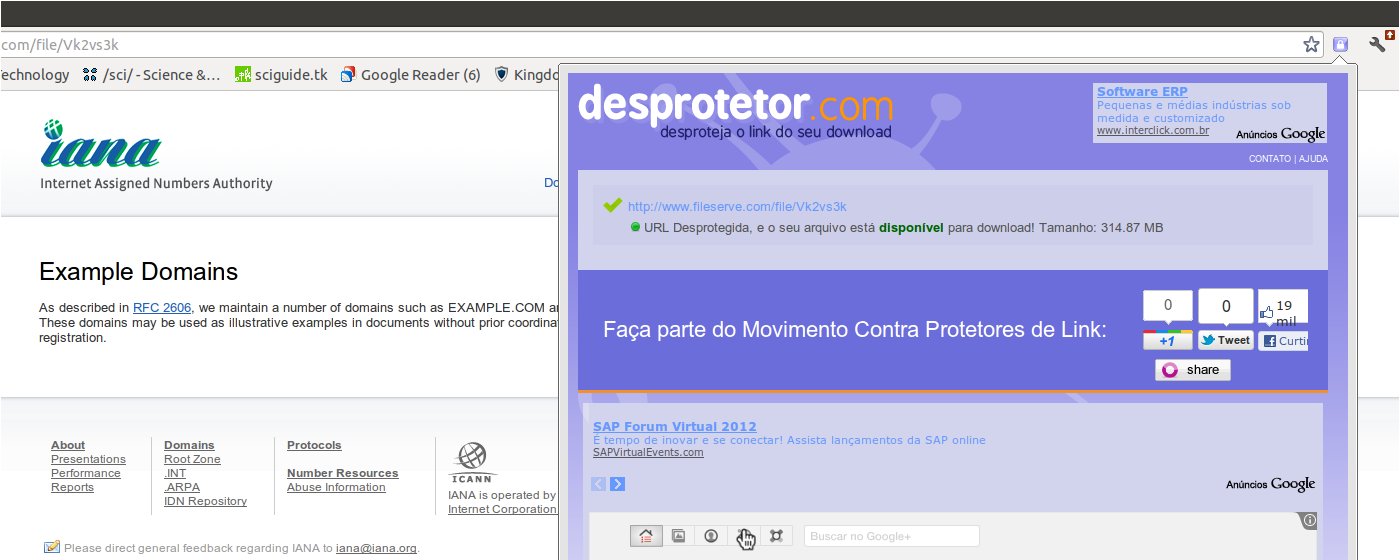 .com/file/Vk2vs3k
Technology /sci/ - Science &... sciguide.tk Google Reader (6) Kingdo
iana
Internet Assigned Numbers Authority
Do
Example Domains
As described in RFC 2606, we maintain a number of domains such as EXAMPLE.COM an
These domains may be used as illustrative examples in documents without prior coordinat
registration.
About
Presentations
Performance
Reports
Domains
Root Zone
.INT
.ARPA
IDN Repository
Protocols
Number Resources
Abuse Information
ICANN
IANA is operated by
Internet Corporation
Please direct general feedback regarding IANA to iana@iana.org.
desprotetor.com
desproteja o link do seu download
Software ERP
Pequenas e médias indústrias sob
medida e customizado
www.interclick.com.br
Anúncios Google
CONTATO | AJUDA
http://www.fileserve.com/file/Vk2vs3k
URL Desprotegida, e o seu arquivo está disponível para download! Tamanho: 314.87 MB
Faça parte do Movimento Contra Protetores de Link:
0
+1
0
Tweet
19
mil
Curtir
share
SAP Forum Virtual 2012
É tempo de inovar e se conectar! Assista lançamentos da SAP online
SAPVirtualEvents.com
Anúncios Google
Buscar no Google+